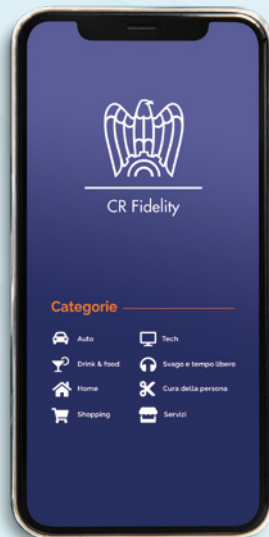 CR Fidelity
Categorie
Auto
Tech
Drink & food
Svago e tempo libero
Home
Cura della persona
Shopping
Servizi